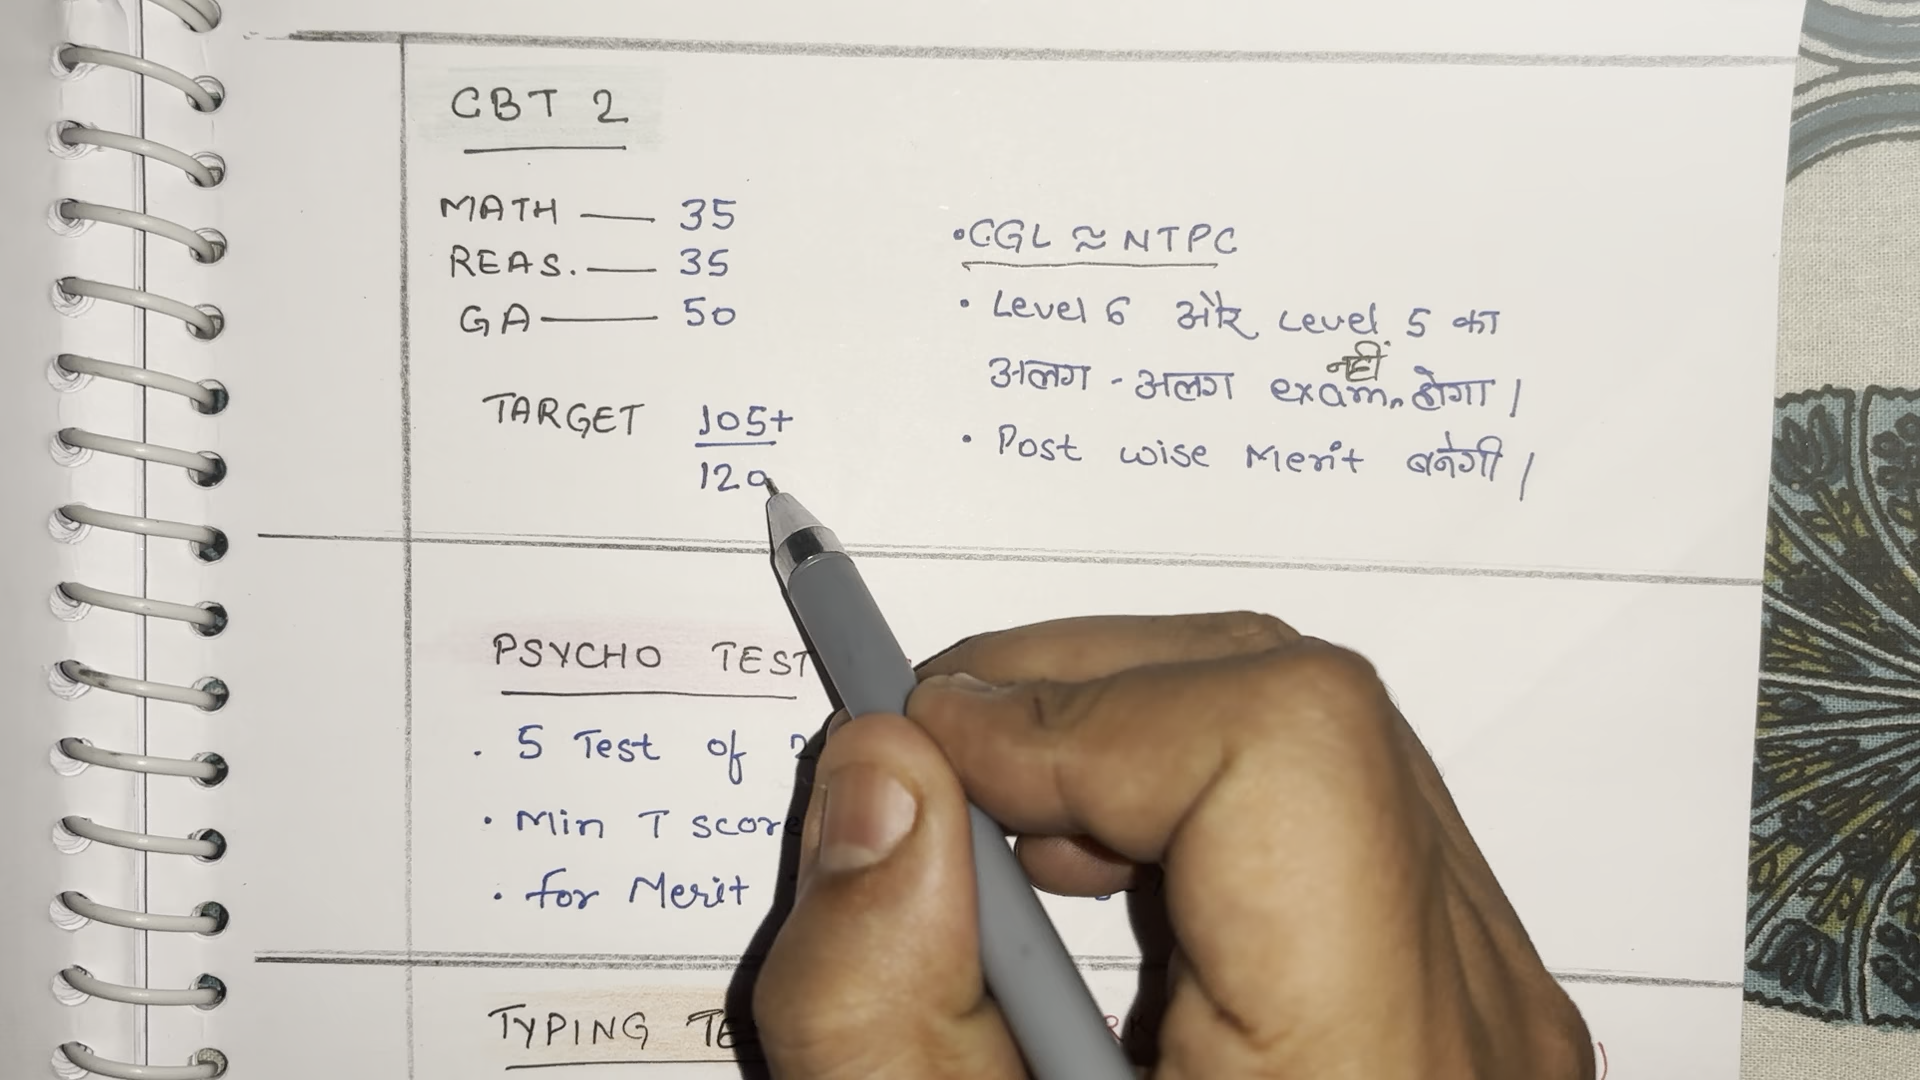 CBT 2
MATH — 35
REAS. — 35
GA — 50
TARGET 105+
120
• CGL ≈ NTPC
• Level 6 और Level 5 का
नहीं
अलग - अलग exam होगा |
• Post wise Merit बनेगी |
PSYCHO TEST
. 5 Test of
• Min T score
. for Merit
TYPING